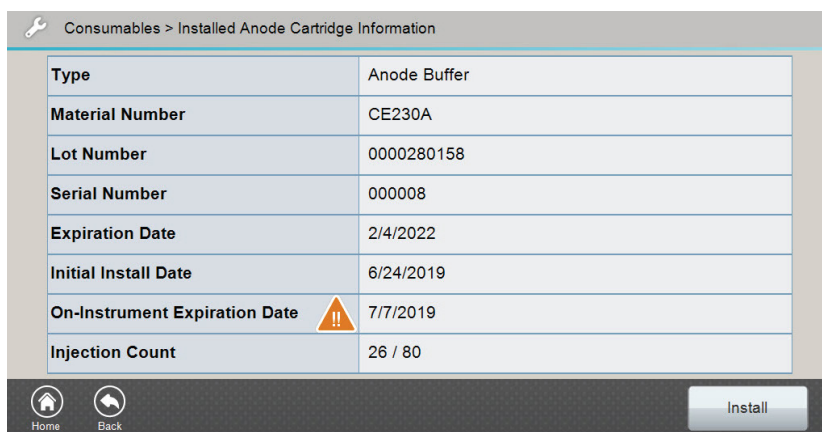 Consumables > Installed Anode Cartridge Information
Type Anode Buffer
Material Number CE230A
Lot Number 0000280158
Serial Number 000008
Expiration Date 2/4/2022
Initial Install Date 6/24/2019
On-Instrument Expiration Date !! 7/7/2019
Injection Count 26 / 80
Home Back Install